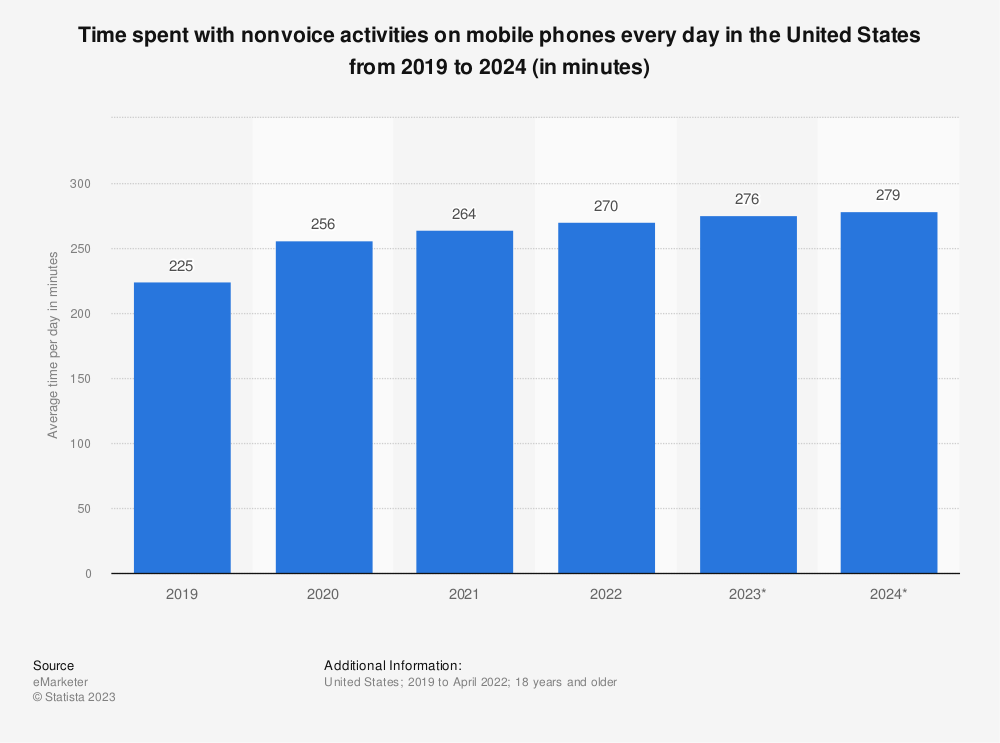 Time spent with nonvoice activities on mobile phones every day in the United States
from 2019 to 2024 (in minutes)
Average time per day in minutes
300
250
200
150
100
50
0
225
256
264
270
276
279
2019
2020
2021
2022
2023*
2024*
Source
eMarketer
© Statista 2023
Additional Information:
United States; 2019 to April 2022; 18 years and older